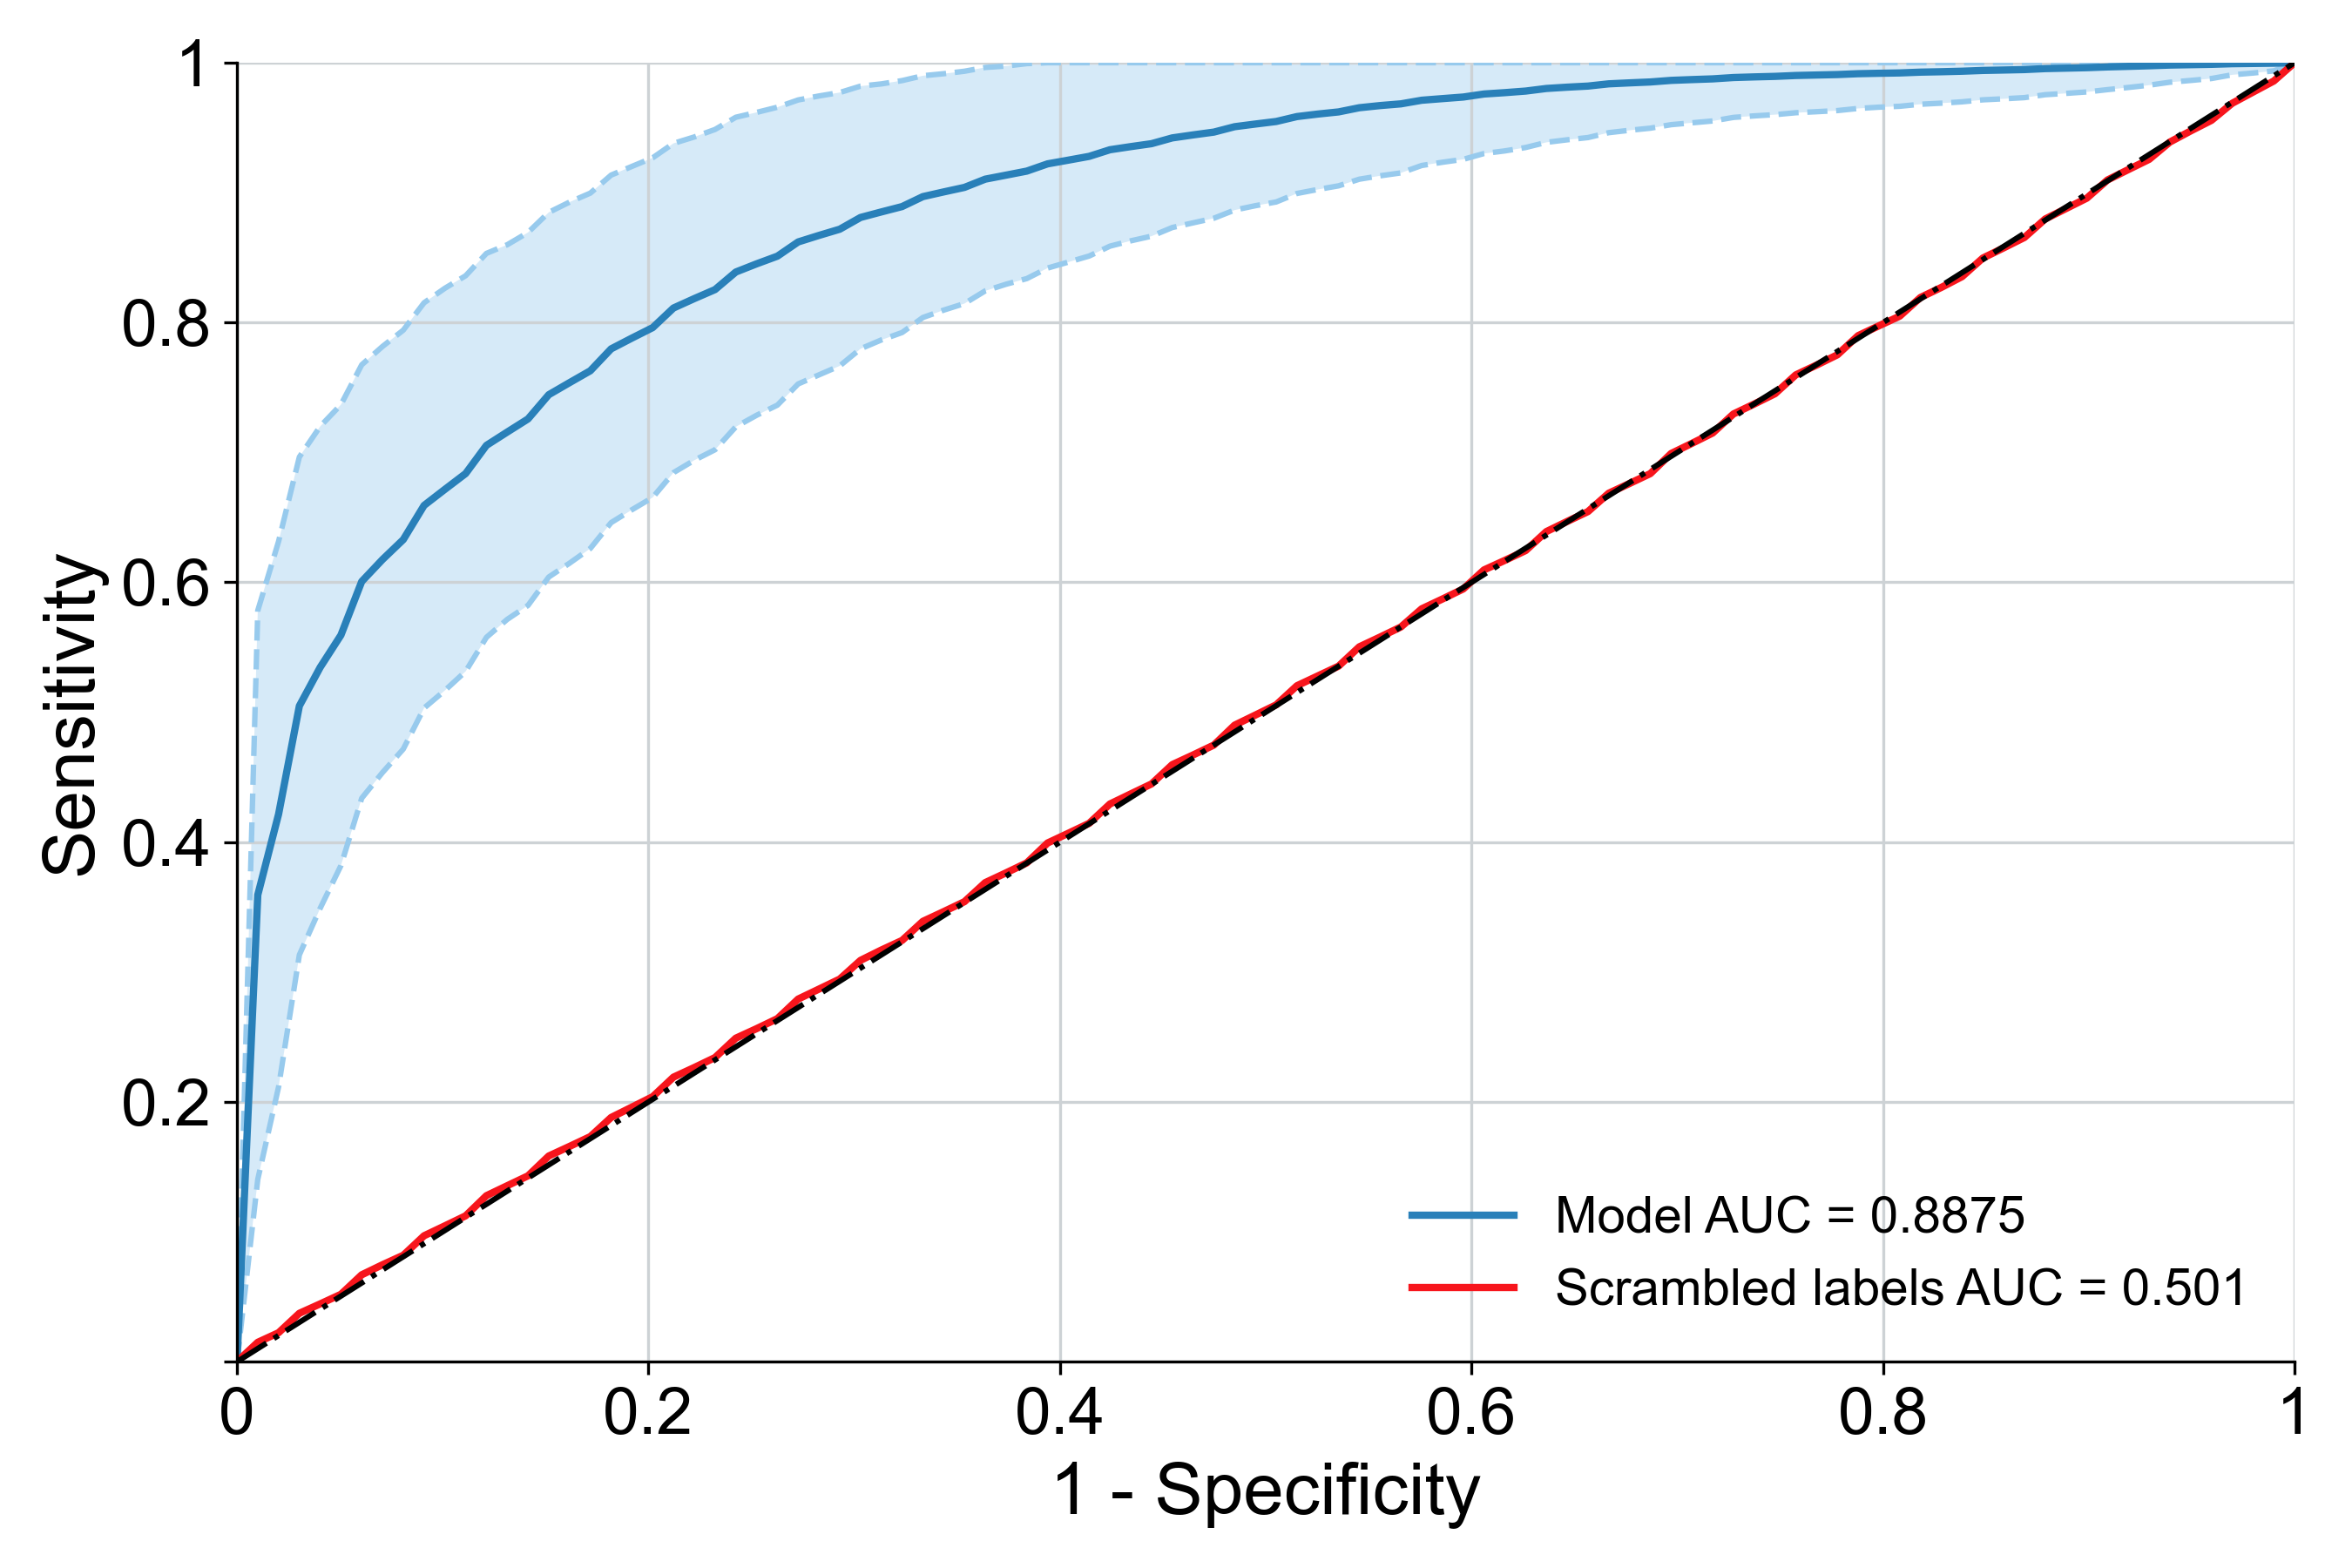 1
0.8
0.6
0.4
0.2
Sensitivity
Model AUC = 0.8875
Scrambled labels AUC = 0.501
0 0.2 0.4 0.6 0.8 1
1 - Specificity